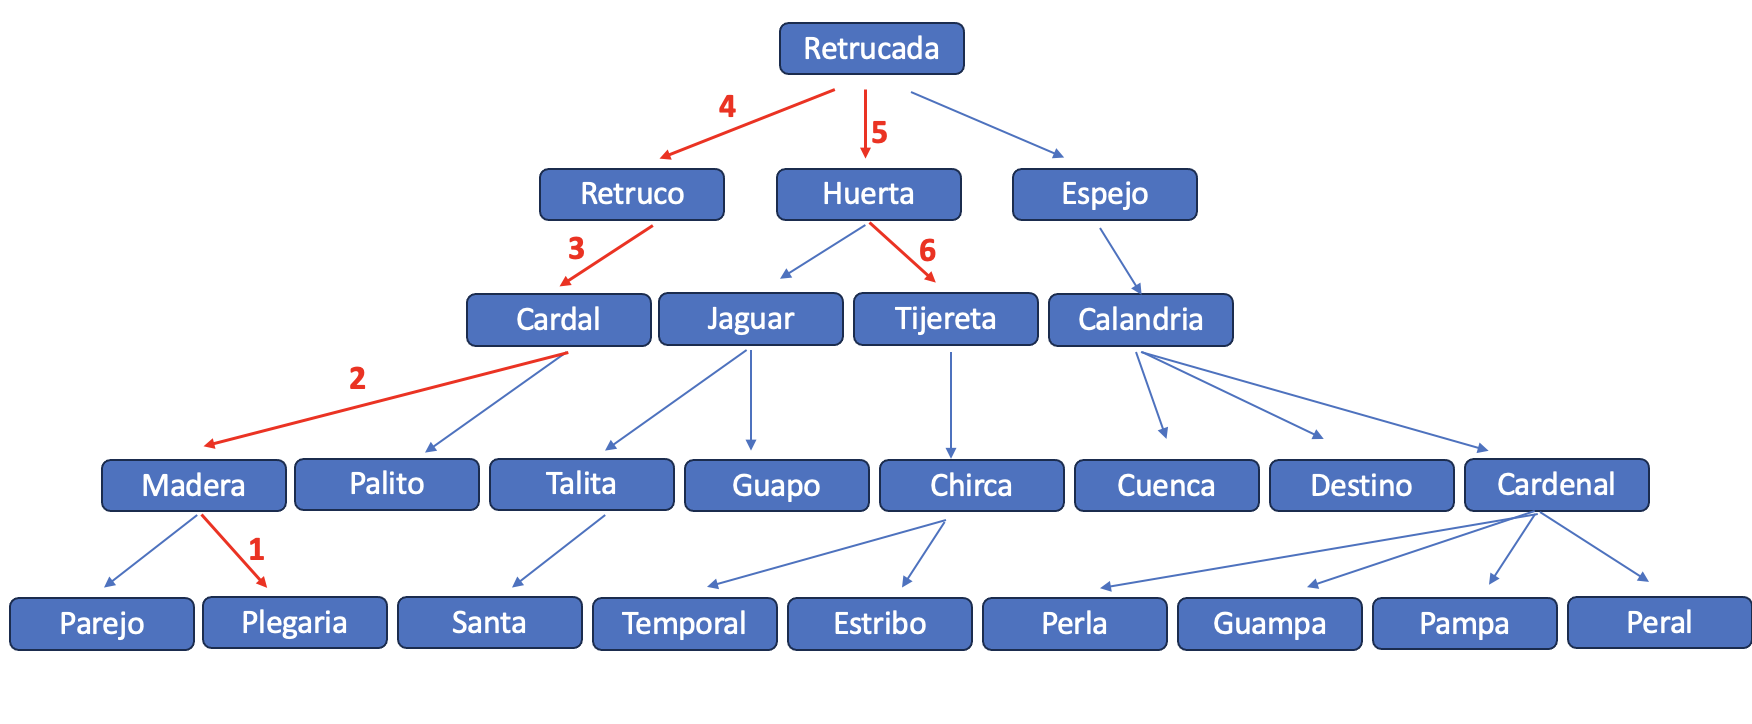 Retrucada
4
5
Retruco
Huerta
Espejo
3
6
Cardal
Jaguar
Tijereta
Calandria
2
Madera
Palito
Talita
Guapo
Chirca
Cuenca
Destino
Cardenal
1
Parejo
Plegaria
Santa
Temporal
Estribo
Perla
Guampa
Pampa
Peral